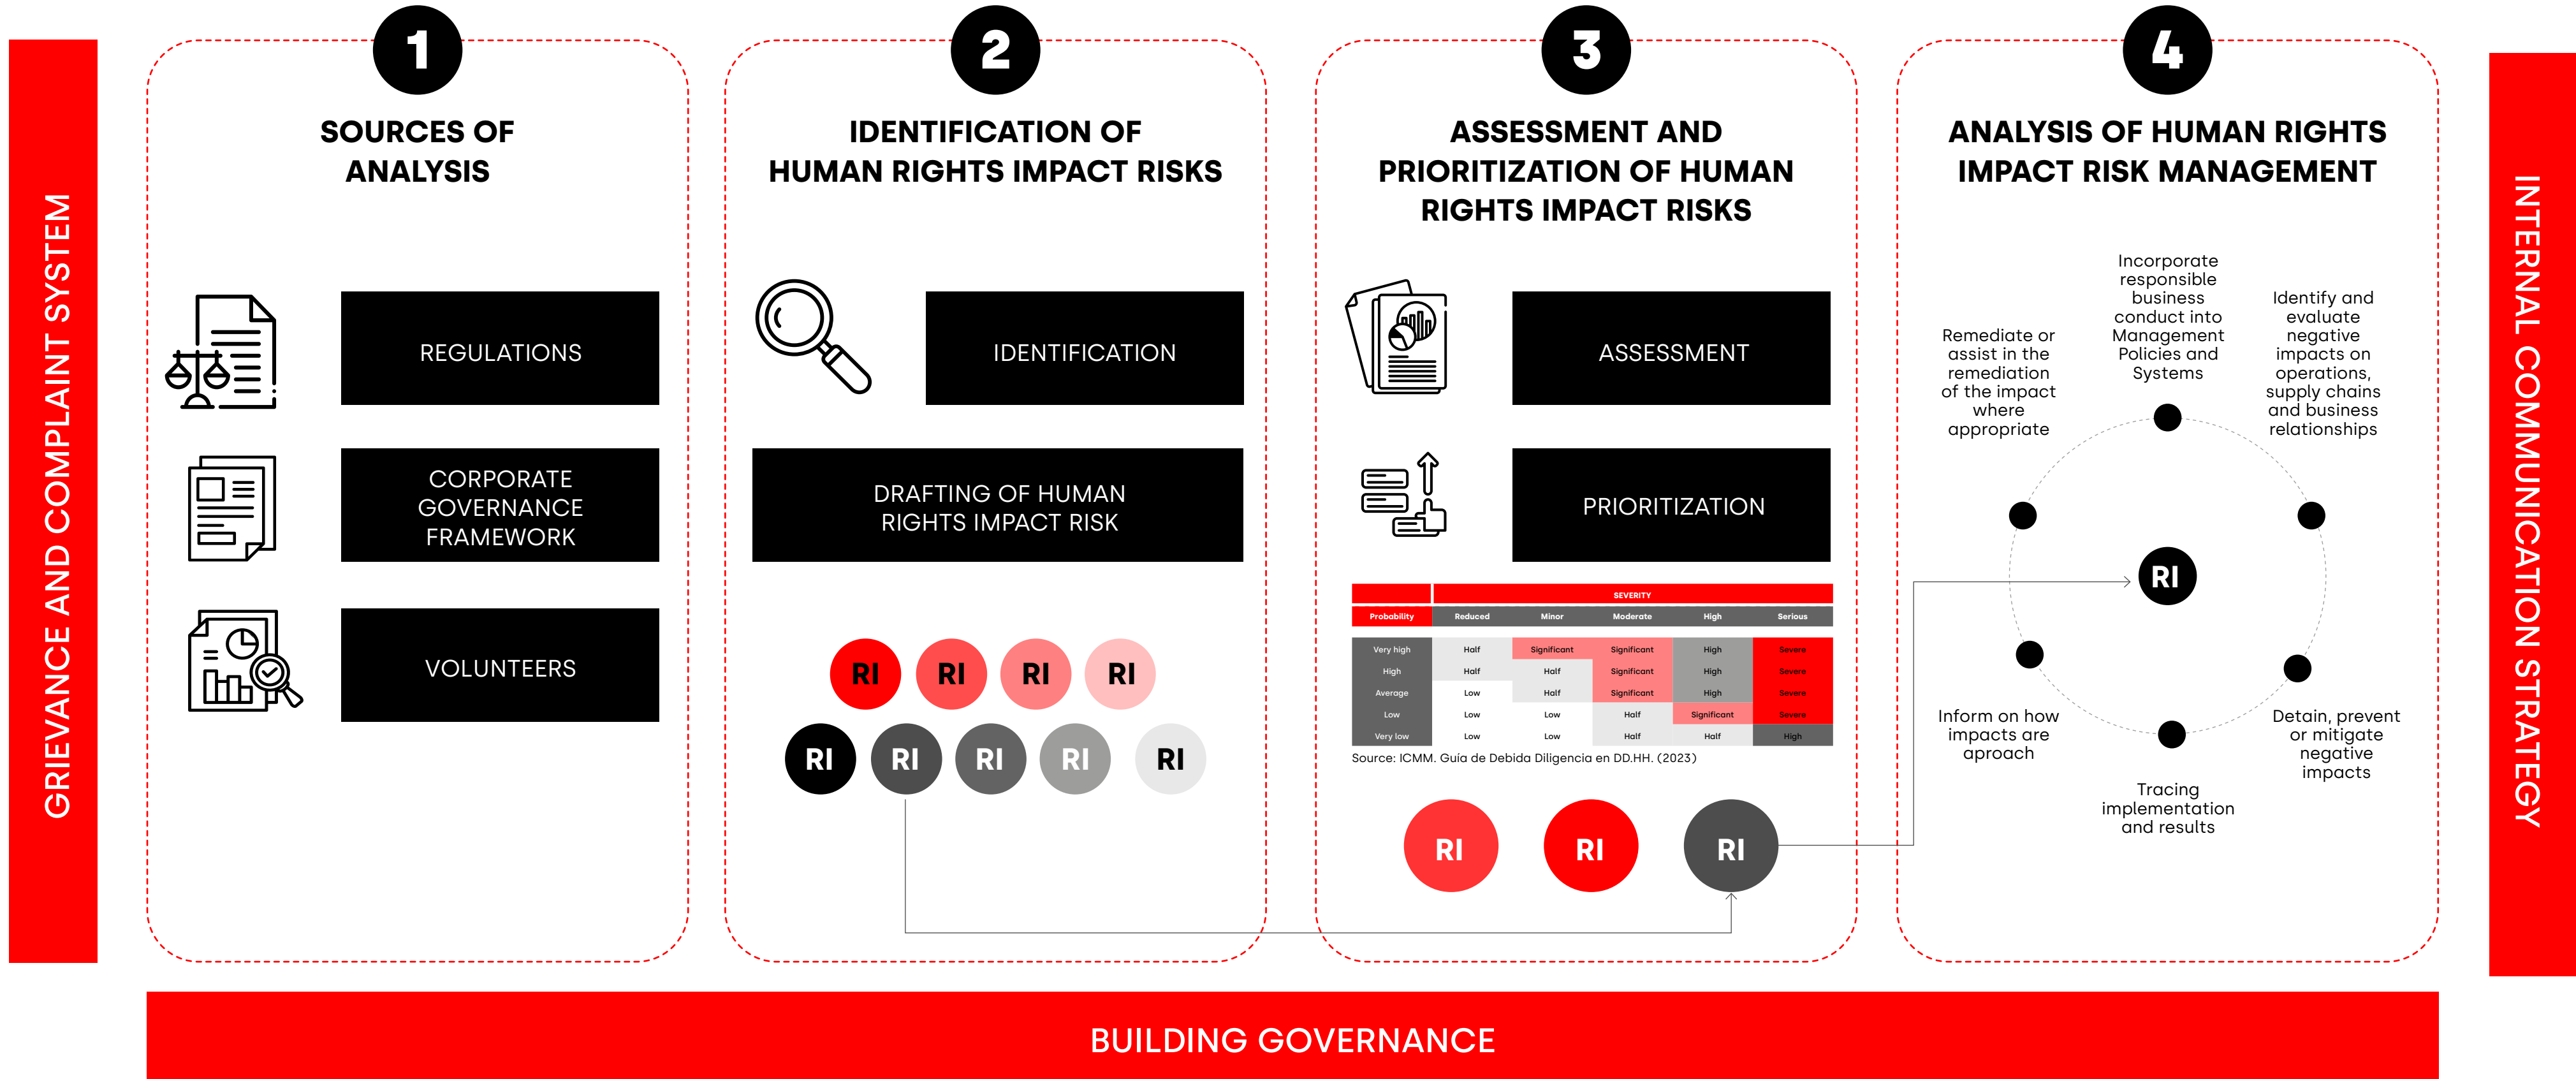 GRIEVANCE AND COMPLAINT SYSTEM
1
SOURCES OF
ANALYSIS
REGULATIONS
CORPORATE
GOVERNANCE
FRAMEWORK
VOLUNTEERS
2
IDENTIFICATION OF
HUMAN RIGHTS IMPACT RISKS
IDENTIFICATION
DRAFTING OF HUMAN
RIGHTS IMPACT RISK
RI RI RI RI
RI RI RI RI RI
3
ASSESSMENT AND
PRIORITIZATION OF HUMAN
RIGHTS IMPACT RISKS
ASSESSMENT
PRIORITIZATION
SEVERITY
Probability Reduced Minor Moderate High Serious
Very high Half Significant Significant High Severe
High Half Half Significant High Severe
Average Low Half Significant High Severe
Low Low Low Half Significant Severe
Very low Low Low Half Half High
Source: ICMM. Guía de Debida Diligencia en DD.HH. (2023)
RI RI RI
4
ANALYSIS OF HUMAN RIGHTS
IMPACT RISK MANAGEMENT
Incorporate
responsible
business
conduct into
Management
Policies and
Systems
Identify and
evaluate
negative
impacts on
operations,
supply chains
and business
relationships
Detain, prevent
or mitigate
negative
impacts
Tracing
implementation
and results
Inform on how
impacts are
aproach
Remediate or
assist in the
remediation
of the impact
where
appropriate
RI
INTERNAL COMMUNICATION STRATEGY
BUILDING GOVERNANCE